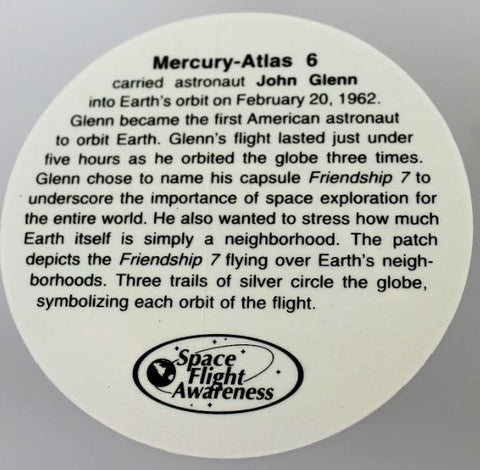 Mercury-Atlas 6
carried astronaut John Glenn
into Earth's orbit on February 20, 1962.
Glenn became the first American astronaut
to orbit Earth. Glenn's flight lasted just under
five hours as he orbited the globe three times.
Glenn chose to name his capsule Friendship 7 to
underscore the importance of space exploration for
the entire world. He also wanted to stress how much
Earth itself is simply a neighborhood. The patch
depicts the Friendship 7 flying over Earth's neigh-
borhoods. Three trails of silver circle the globe,
symbolizing each orbit of the flight.
Space
Flight
Awareness